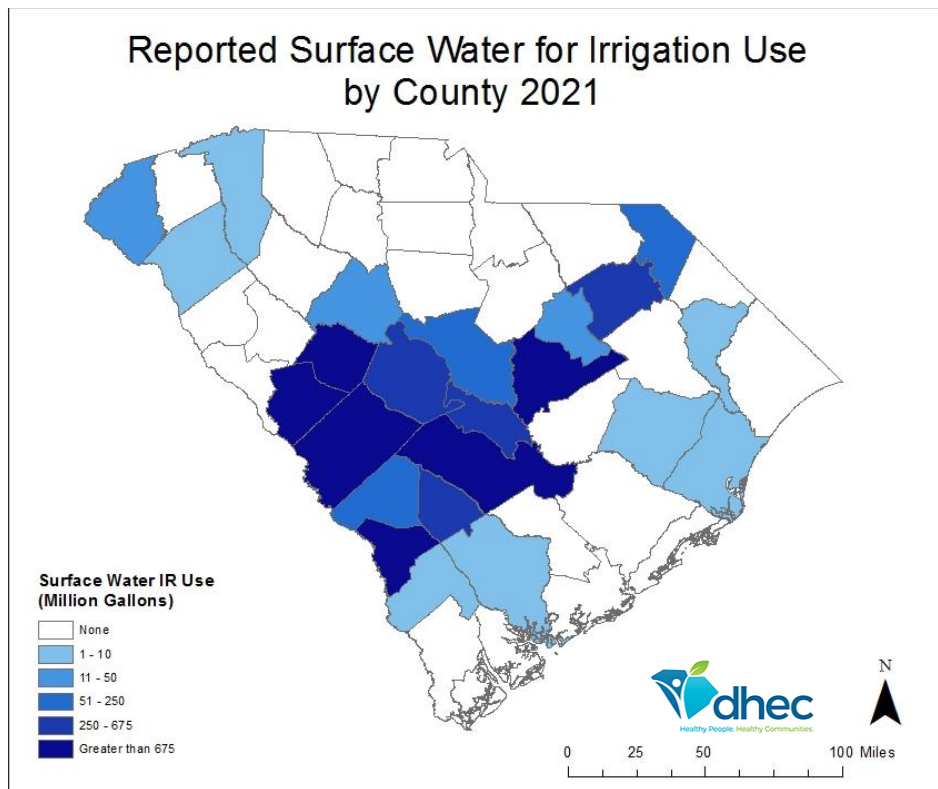 Reported Surface Water for Irrigation Use
by County 2021
Surface Water IR Use
(Million Gallons)
None
1 - 10
11 - 50
51 - 250
250 - 675
Greater than 675
dhec
Healthy People. Healthy Communities.
N
0 25 50 100 Miles